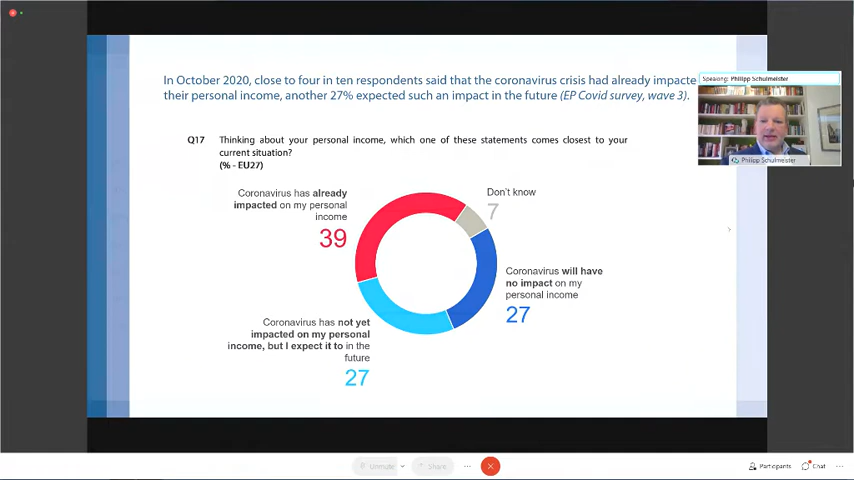 In October 2020, close to four in ten respondents said that the coronavirus crisis had already impacte
their personal income, another 27% expected such an impact in the future (EP Covid survey, wave 3).
Speaking: Philipp Schulmeister
Philipp Schulmeister
Q17 Thinking about your personal income, which one of these statements comes closest to your
current situation?
(% - EU27)
Coronavirus has already
impacted on my personal
income
39
Don't know
7
Coronavirus will have
no impact on my
personal income
27
Coronavirus has not yet
impacted on my personal
income, but I expect it to in the
future
27
Unmute
Share
Participants
Chat